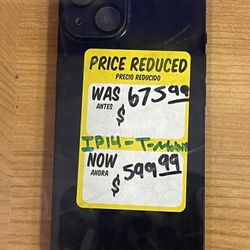 PRICE REDUCED
PRECIO REDUCIDO
WAS 675.99
ANTES
$
IP14 - T-Mobile
NOW
AHORA
$ 599.99